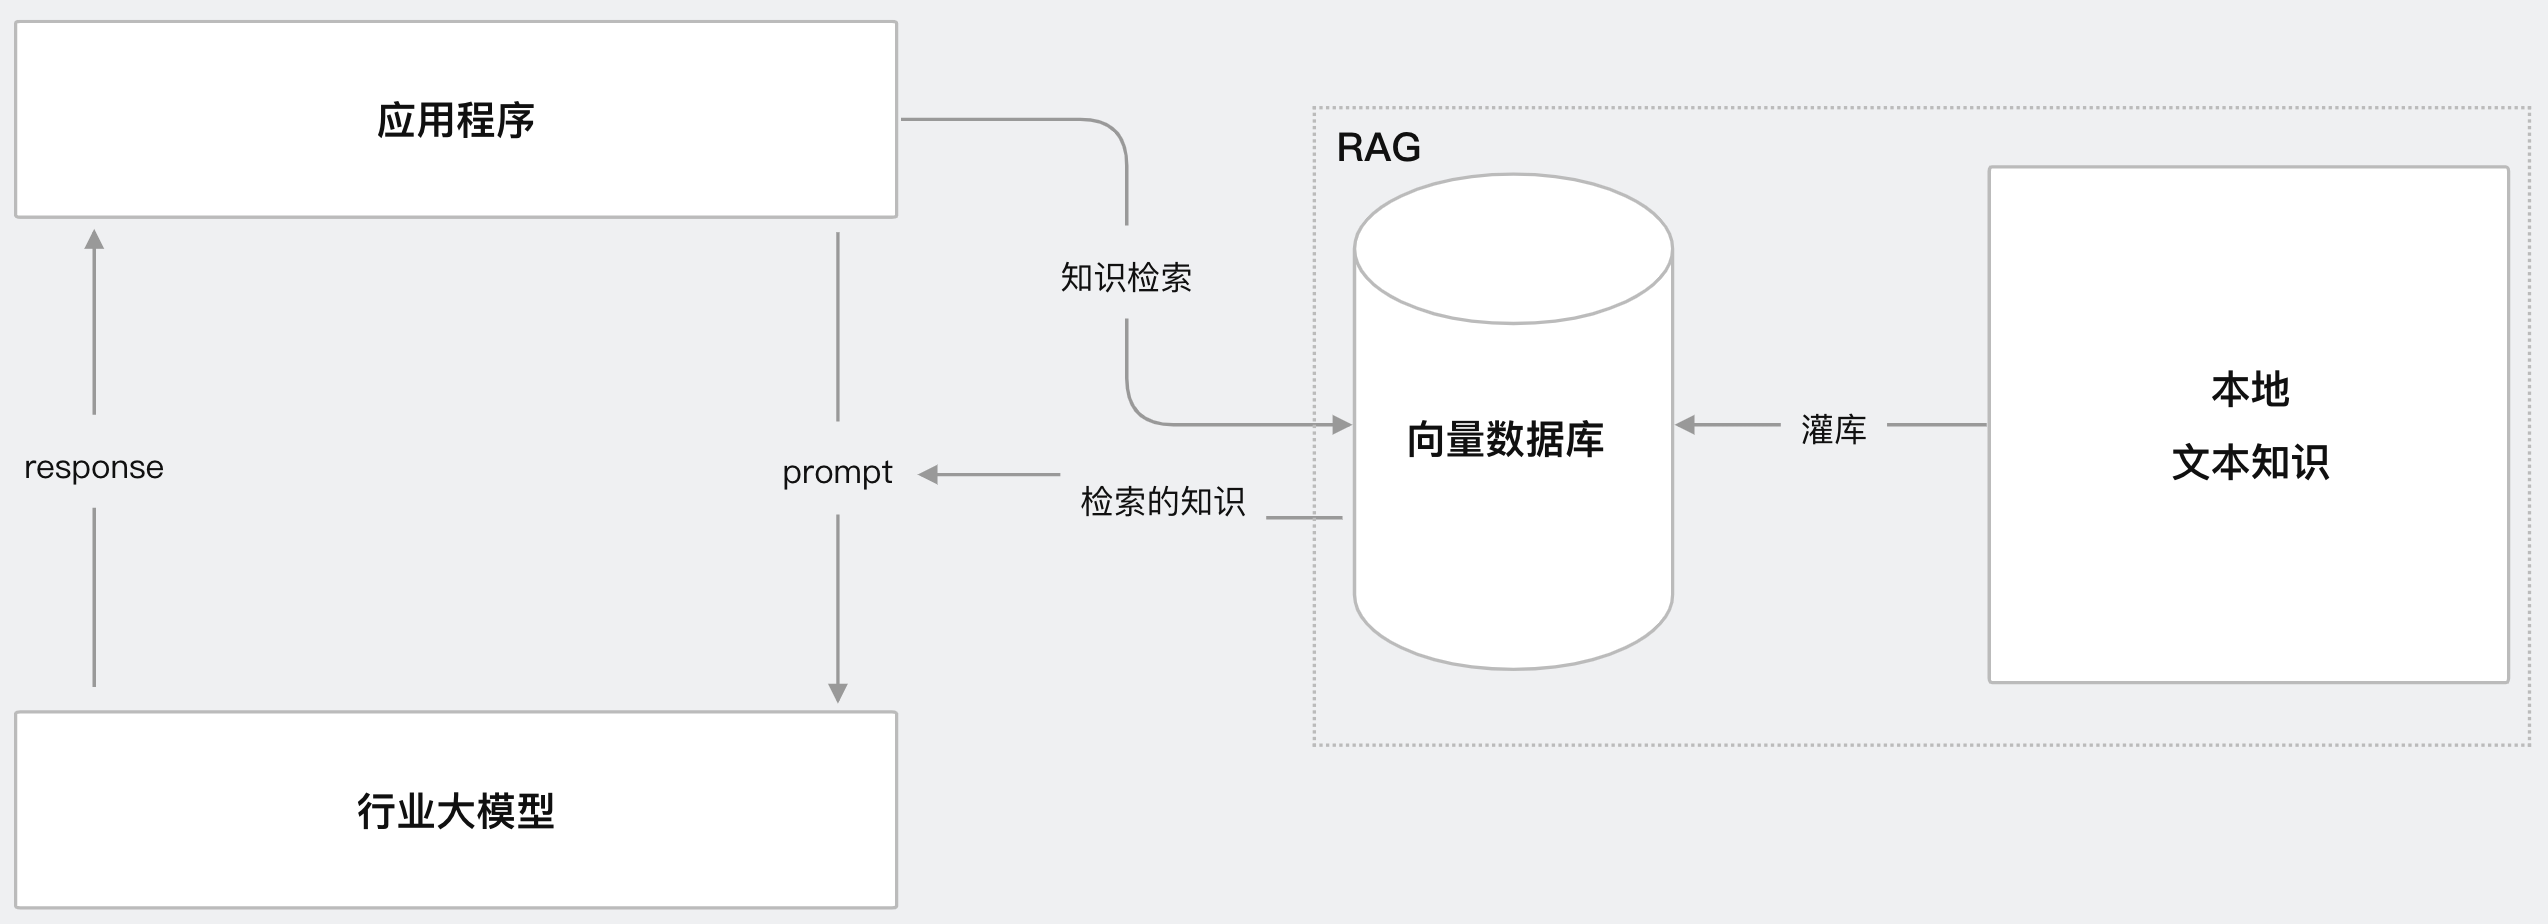 应用程序
RAG
知识检索
本地
文本知识
向量数据库
灌库
response
prompt
检索的知识
行业大模型